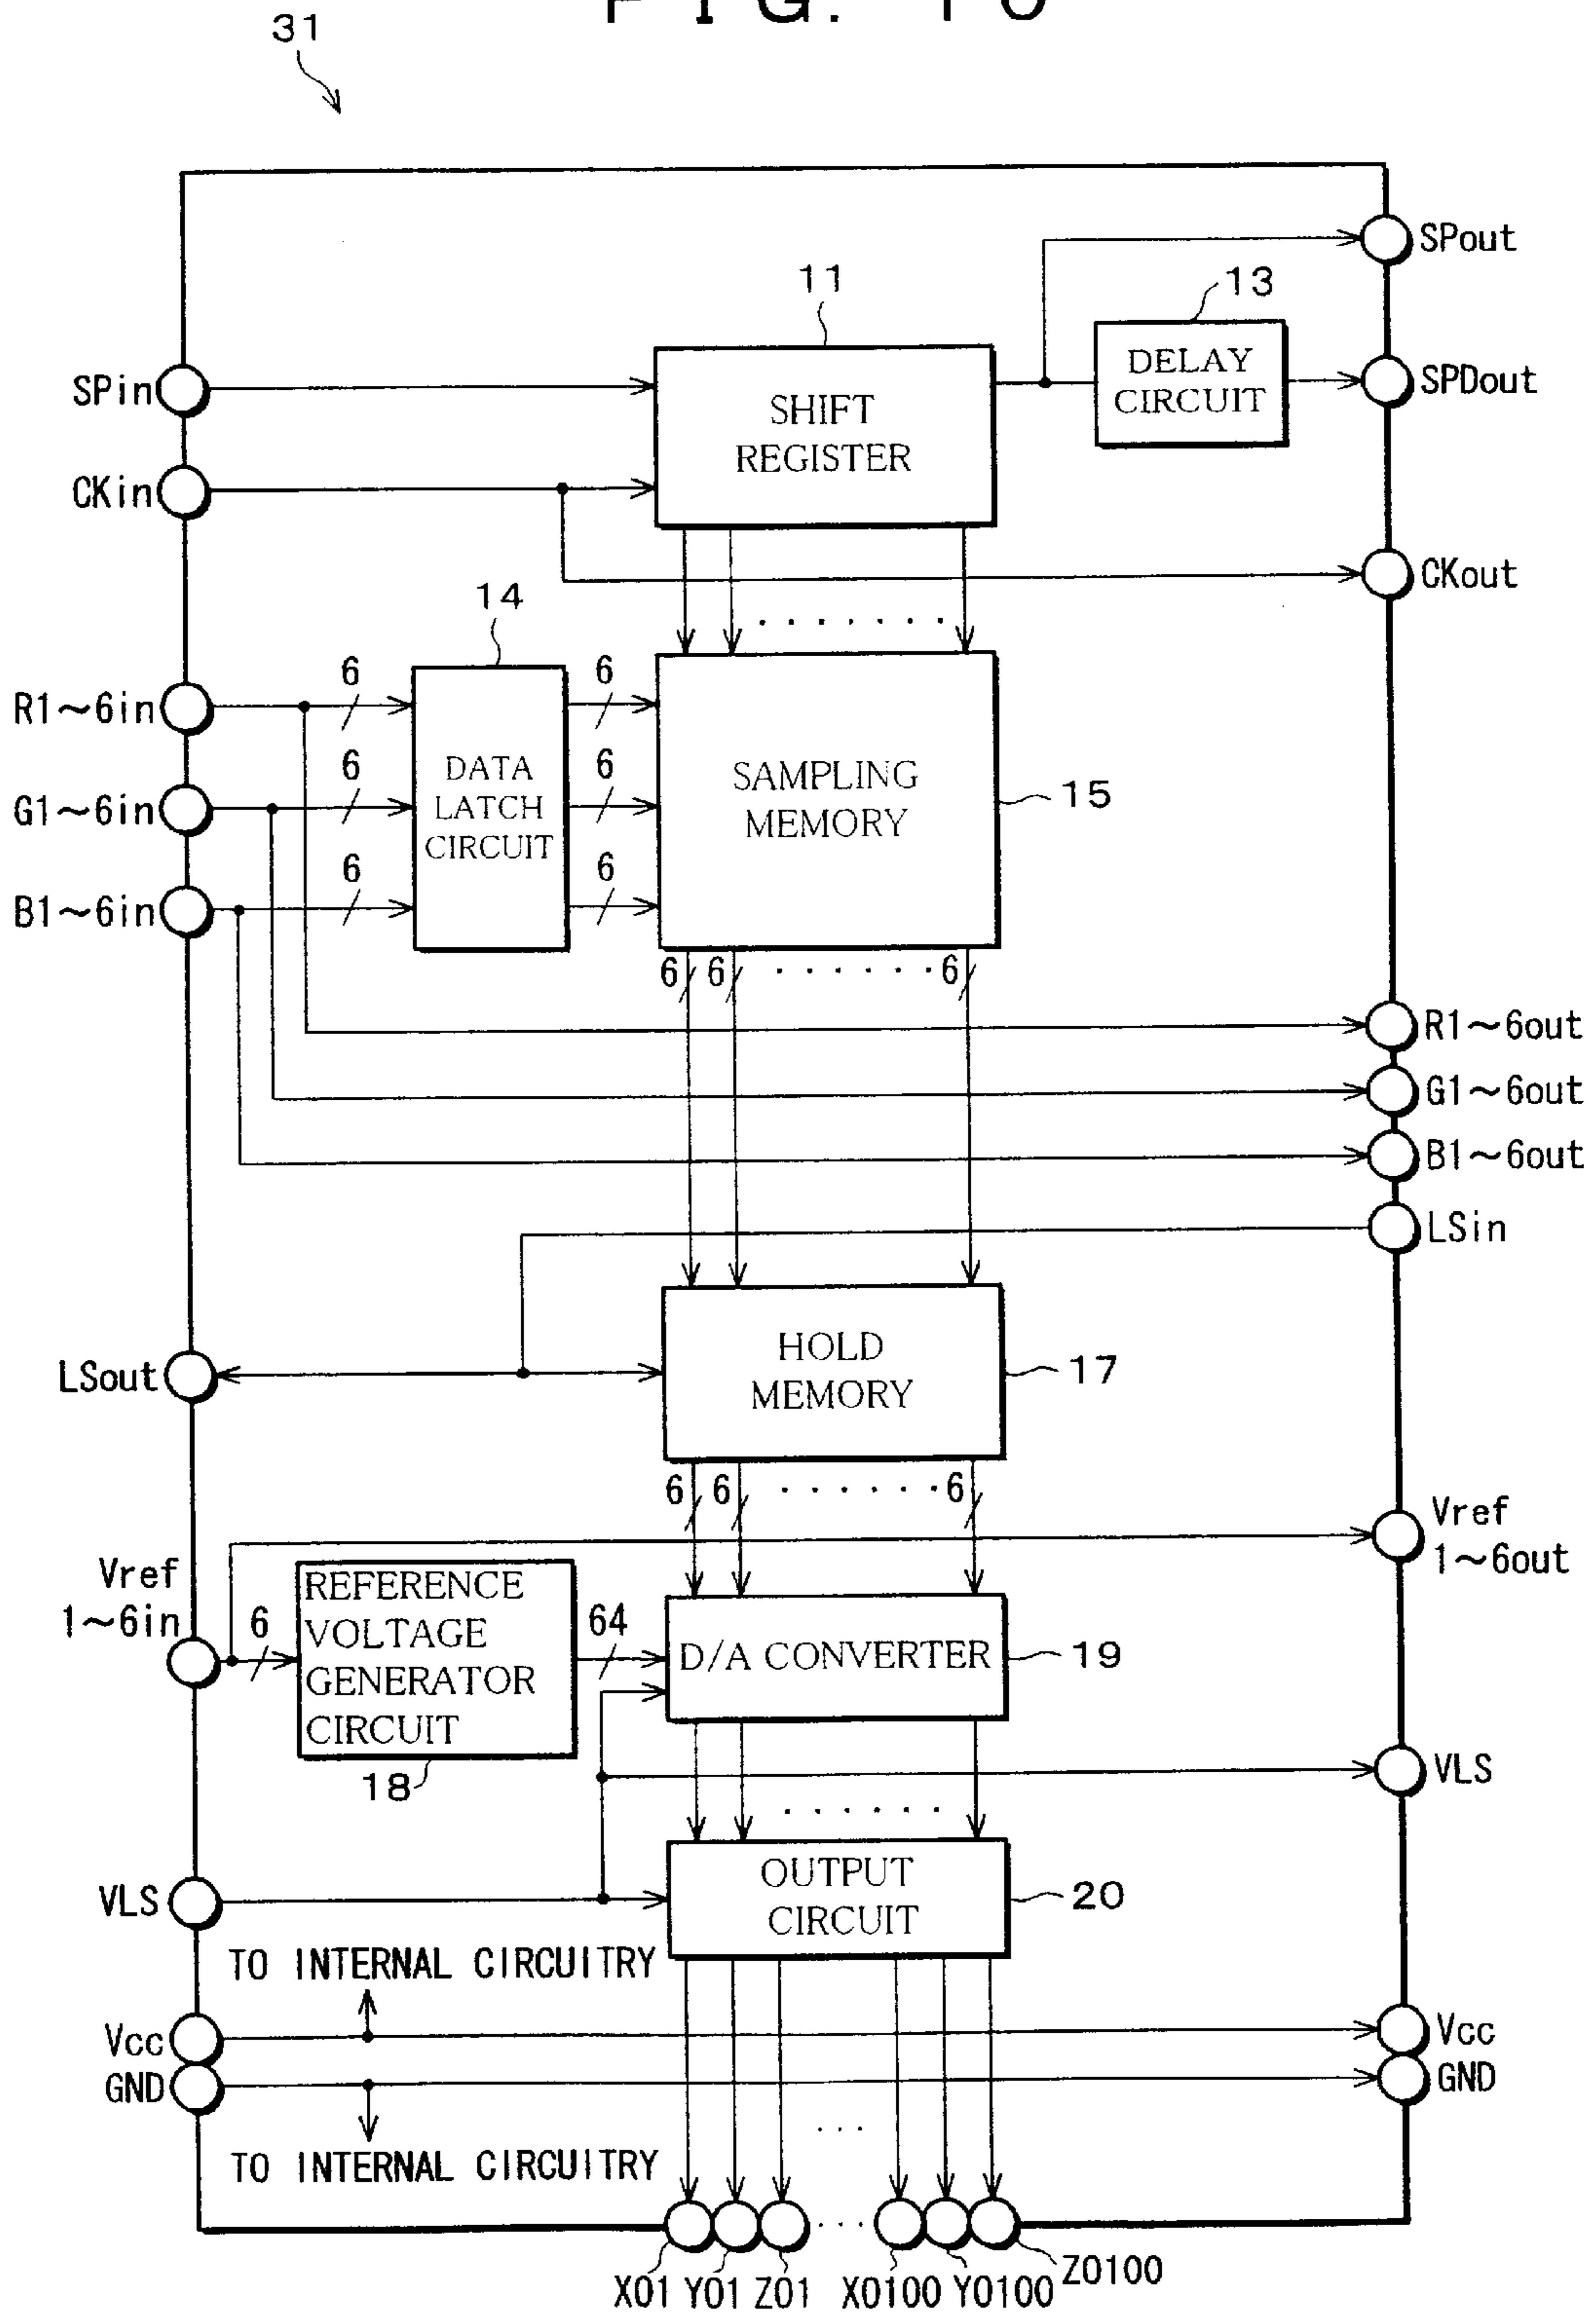 FIG. 10
31
SPout
11
13
DELAY
CIRCUIT
SPin
SPDout
SHIFT
REGISTER
CKin
CKout
14
R1~6in
6
6
DATA
LATCH
CIRCUIT
SAMPLING
MEMORY
15
G1~6in
6
6
B1~6in
6
6
6
6
6
R1~6out
G1~6out
B1~6out
LSin
HOLD
MEMORY
17
LSout
6
6
6
Vref
1~6out
Vref
1~6in
6
REFERENCE
VOLTAGE
GENERATOR
CIRCUIT
64
D/A CONVERTER
19
18
VLS
OUTPUT
CIRCUIT
20
VLS
TO INTERNAL CIRCUITRY
Vcc
Vcc
GND
GND
TO INTERNAL CIRCUITRY
X01
Y01
Z01
X0100
Y0100
Z0100